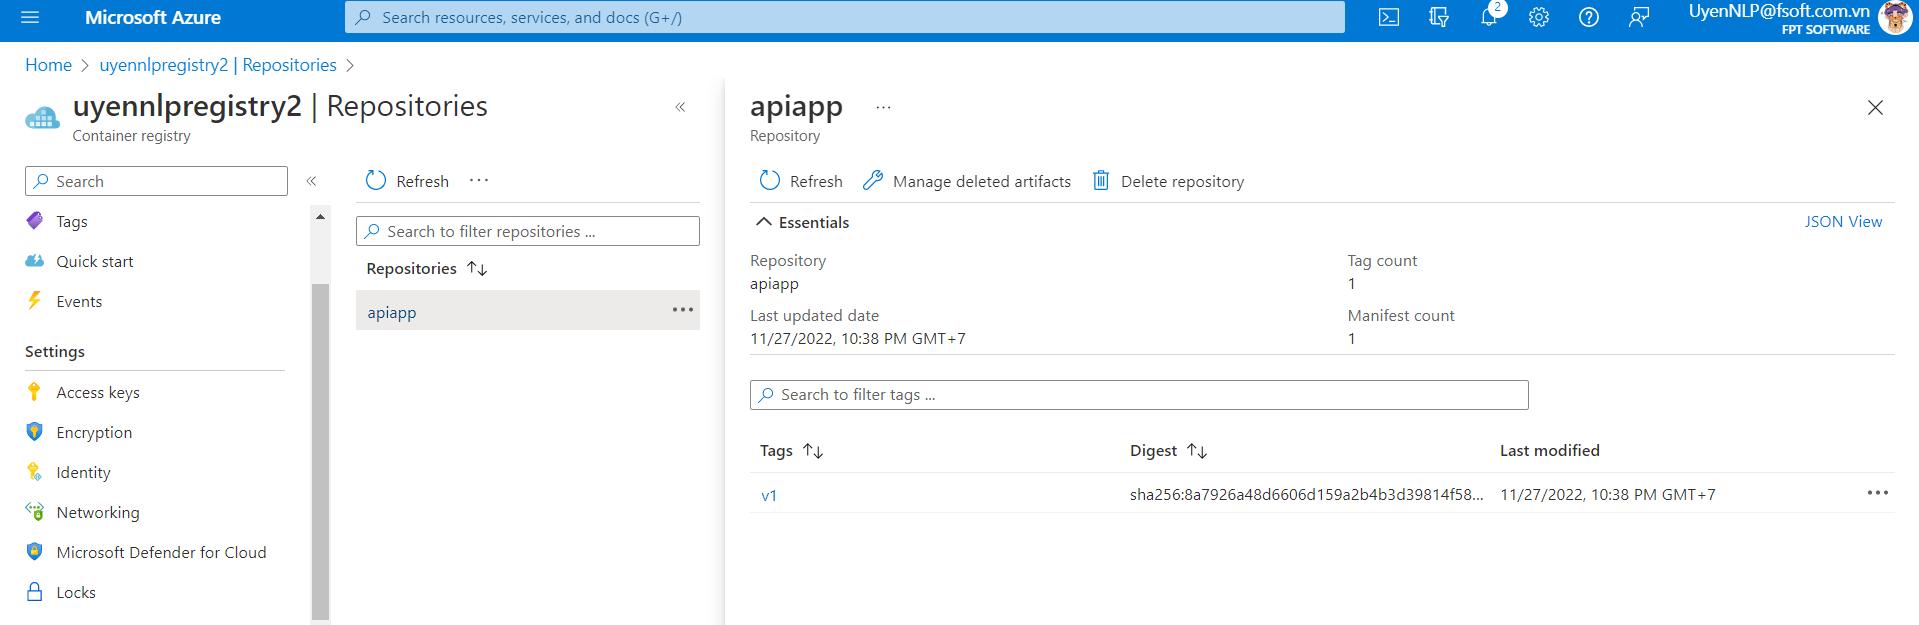 Microsoft Azure
Search resources, services, and docs (G+/)
2
UyenNLP@fsoft.com.vn
FPT SOFTWARE
Home > uyennlpregistry2 | Repositories >
uyennlpregistry2 | Repositories
Container registry
Search
Tags
Quick start
Events
Settings
Access keys
Encryption
Identity
Networking
Microsoft Defender for Cloud
Locks
Refresh
Search to filter repositories ...
Repositories
apiapp
apiapp
Repository
Refresh
Manage deleted artifacts
Delete repository
Essentials
JSON View
Repository
apiapp
Tag count
1
Last updated date
11/27/2022, 10:38 PM GMT+7
Manifest count
1
Search to filter tags ...
Tags Digest Last modified
v1 sha256:8a7926a48d6606d159a2b4b3d39814f58... 11/27/2022, 10:38 PM GMT+7